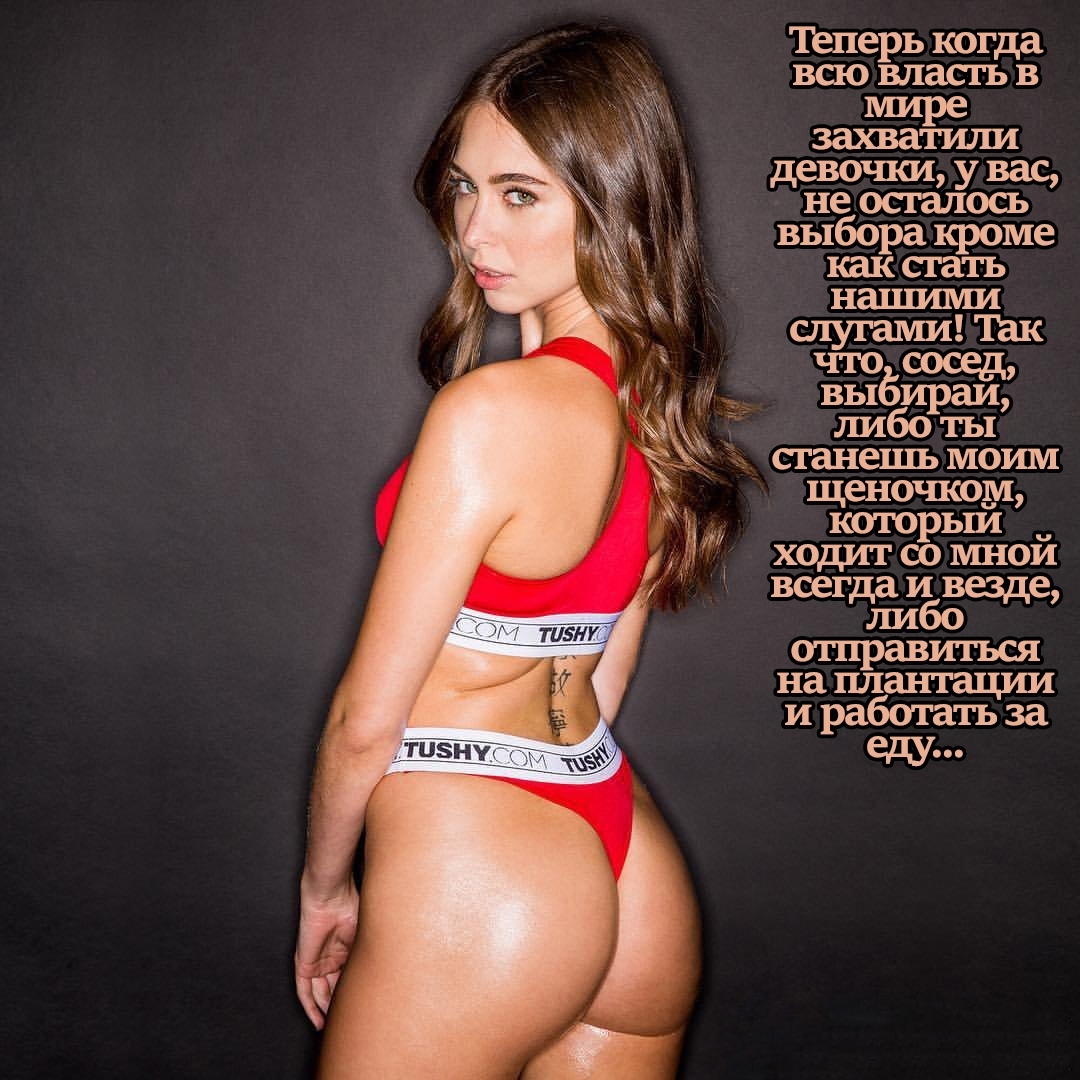 Теперь когда
всю власть в
мире
захватили
девочки, у вас,
не осталось
выбора кроме
как стать
нашими
слугами! Так
что, сосед,
выбирай,
либо ты
станешь моим
щеночком,
который
ходит со мной
всегда и везде,
либо
отправиться
на плантации
и работать за
еду...
.COM TUSHY.C
.TUSHY.COM TUSHY
故
寧